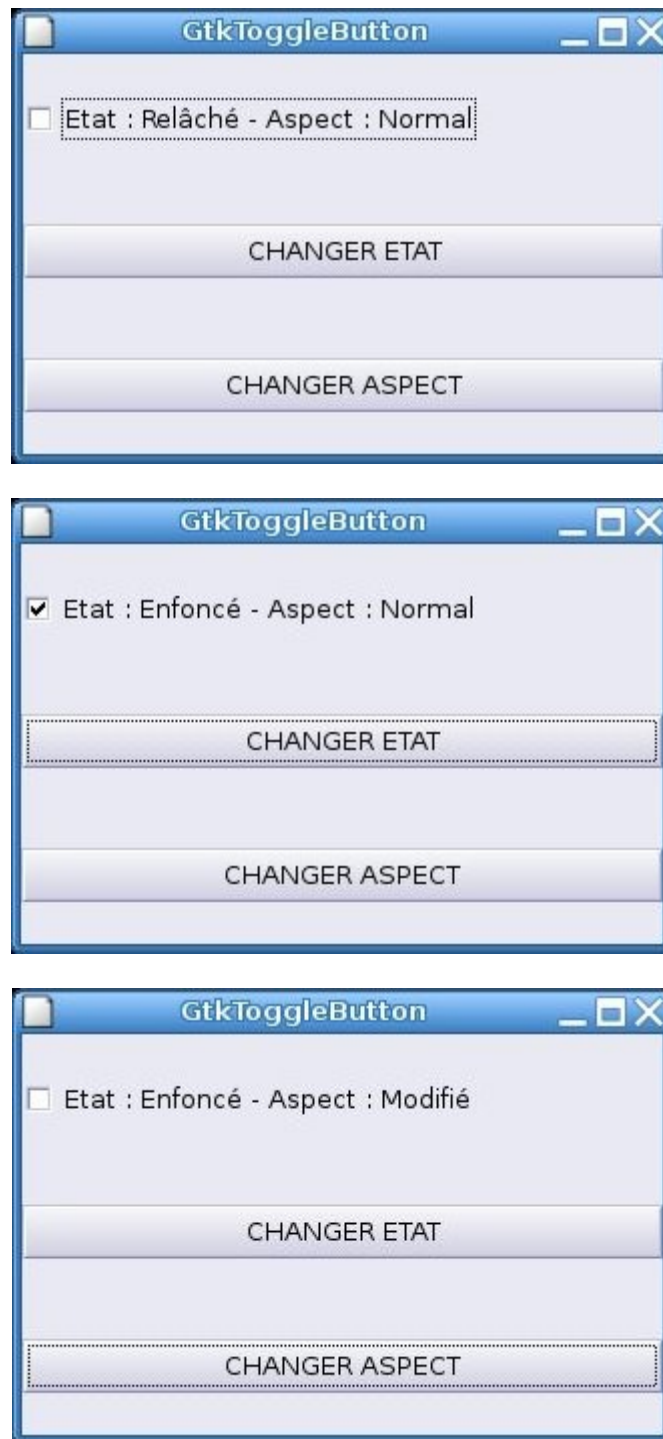 GtkToggleButton
Etat : Relâché - Aspect : Normal
CHANGER ETAT
CHANGER ASPECT
GtkToggleButton
Etat : Enfoncé - Aspect : Normal
CHANGER ETAT
CHANGER ASPECT
GtkToggleButton
Etat : Enfoncé - Aspect : Modifié
CHANGER ETAT
CHANGER ASPECT